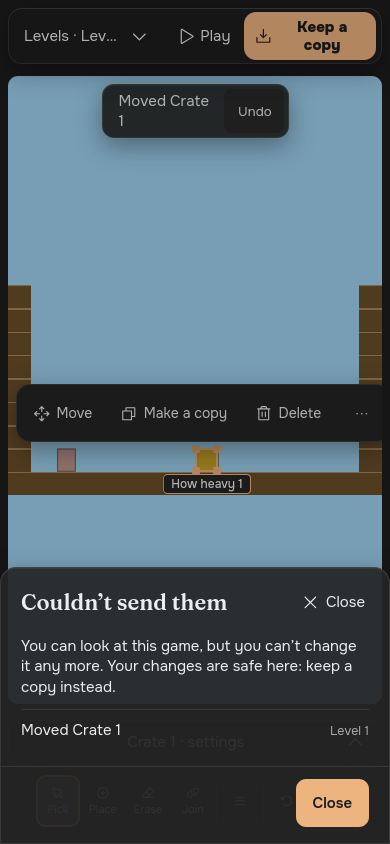 Levels · Lev...
Play
Keep a
copy
Moved Crate
1
Undo
Move
Make a copy
Delete
...
How heavy 1
Couldn’t send them
Close
You can look at this game, but you can’t change
it any more. Your changes are safe here: keep a
copy instead.
Moved Crate 1
Level 1
Crate 1 · settings
Pick
Place
Erase
Join
Close